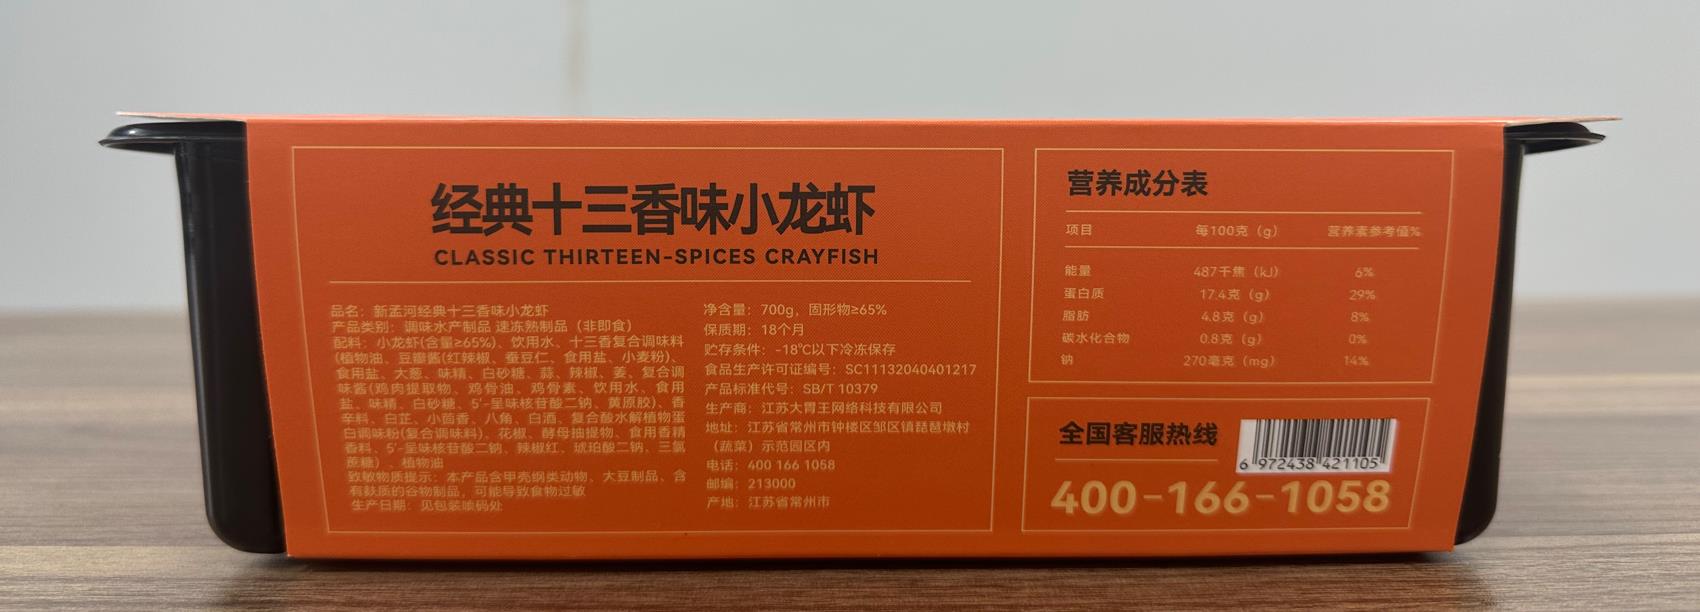 经典十三香味小龙虾
CLASSIC THIRTEEN-SPICES CRAYFISH
品名：新孟河经典十三香味小龙虾
产品类别：调味水产制品 速冻熟制品（非即食）
配料：小龙虾(含量≥65%)、饮用水、十三香复合调味料
(植物油、豆瓣酱(红辣椒、蚕豆仁、食用盐、小麦粉)、
食用盐、大葱、味精、白砂糖、蒜、辣椒、姜、复合调
味酱(鸡肉提取物、鸡骨油、鸡骨素、饮用水、食用
盐、味精、白砂糖、5'-呈味核苷酸二钠、黄原胶)、香
辛料、白芷、小茴香、八角、白酒、复合酸水解植物蛋
白调味粉(复合调味料)、花椒、酵母抽提物、食用香精
香料、5'-呈味核苷酸二钠、辣椒红、琥珀酸二钠、三氯
蔗糖）、植物油
致敏物质提示：本产品含甲壳纲类动物、大豆制品、含
有麸质的谷物制品，可能导致食物过敏
生产日期：见包装喷码处
净含量：700g，固形物≥65%
保质期：18个月
贮存条件：-18℃以下冷冻保存
食品生产许可证编号：SC11132040401217
产品标准代号：SB/T 10379
生产商：江苏大胃王网络科技有限公司
地址：江苏省常州市钟楼区邹区镇琵琶墩村
（蔬菜）示范园区内
电话：400 166 1058
邮编：213000
产地：江苏省常州市
营养成分表
项目 每100克（g） 营养素参考值%
能量 487千焦（kJ） 6%
蛋白质 17.4克（g） 29%
脂肪 4.8克（g） 8%
碳水化合物 0.8克（g） 0%
钠 270毫克（mg） 14%
全国客服热线
6 972438 421105
400-166-1058